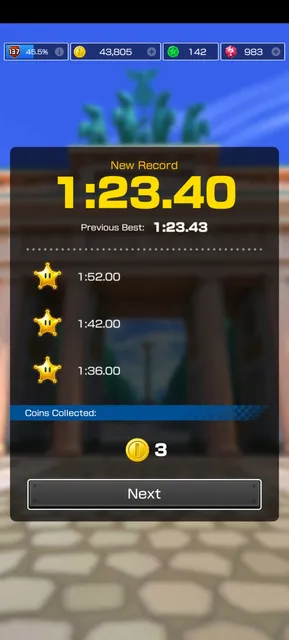 137 45.5% i 43,805 + 142 983 +
New Record
1:23.40
Previous Best: 1:23.43
1:52.00
1:42.00
1:36.00
Coins Collected:
3
Next